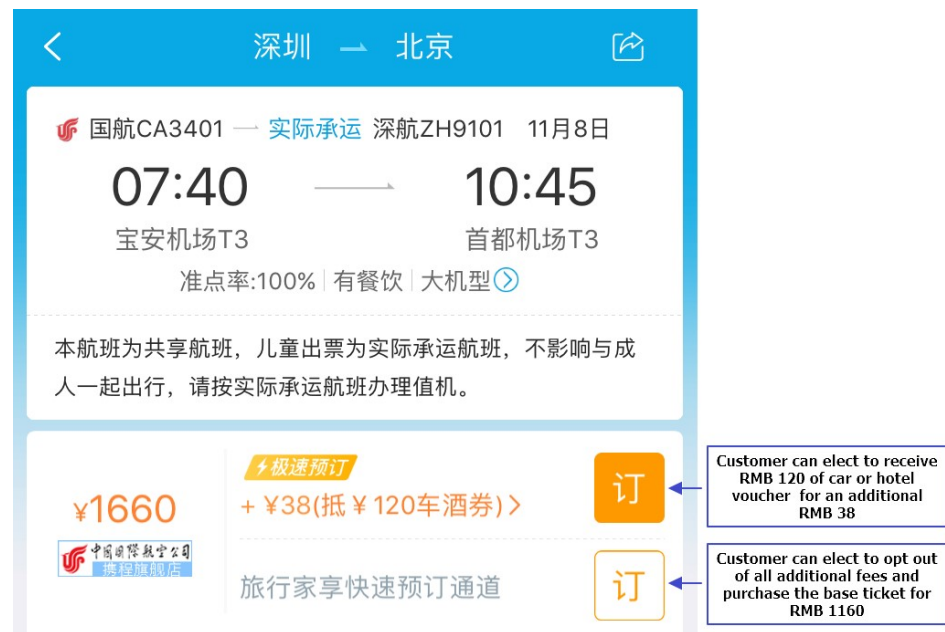 深圳 北京
国航CA3401 实际承运 深航ZH9101 11月8日
07:40 10:45
宝安机场T3 首都机场T3
准点率:100% 有餐饮 大机型
本航班为共享航班，儿童出票为实际承运航班，不影响与成
人一起出行，请按实际承运航班办理值机。
极速预订
¥1660
+ ¥38(抵¥120车酒券)
订
中国国际航空公司
携程旗舰店
旅行家享快速预订通道
订
Customer can elect to receive
RMB 120 of car or hotel
voucher for an additional
RMB 38
Customer can elect to opt out
of all additional fees and
purchase the base ticket for
RMB 1160